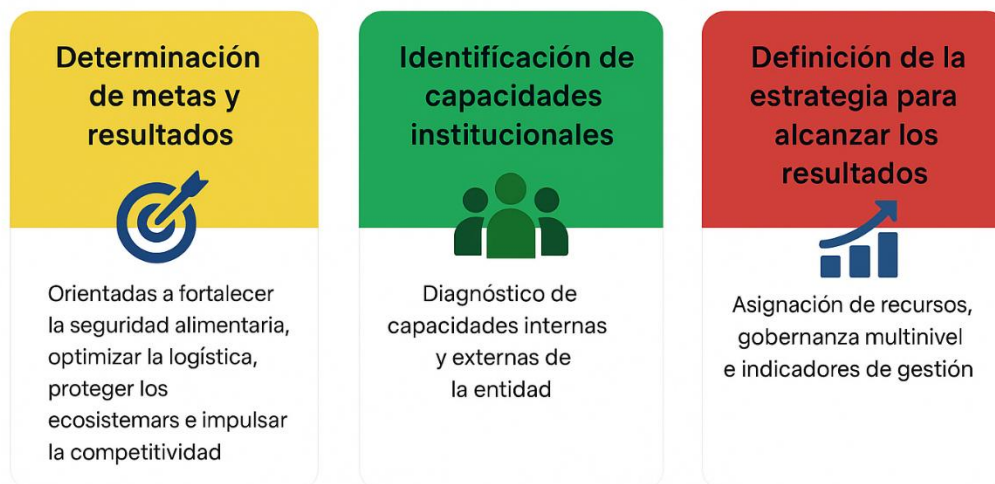 Determinación
de metas y
resultados
Orientadas a fortalecer
la seguridad alimentaria,
optimizar la logística,
proteger los
ecosistemars e impulsar
la competitividad
Identifícación de
capacidades
institucionales
Diagnóstico de
capacidades internas
y externas de
la entidad
Definición de la
estrategia para
alcanzar los
resultados
Asignación de recursos,
gobernanza multinivel
e indicadores de gestión